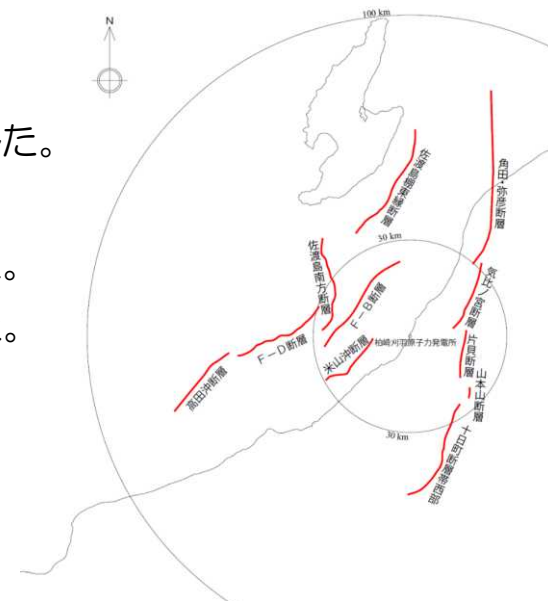 N
100 km
た。
佐渡島棚東縁断層
角田・弥彦断層
30 km
佐渡島南方断層
F－B断層
気比ノ宮断層
F－D断層
米山沖断層
柏崎刈羽原子力発電所
片貝断層
高田沖断層
山本山断層
30 km
十日町断層帯西部